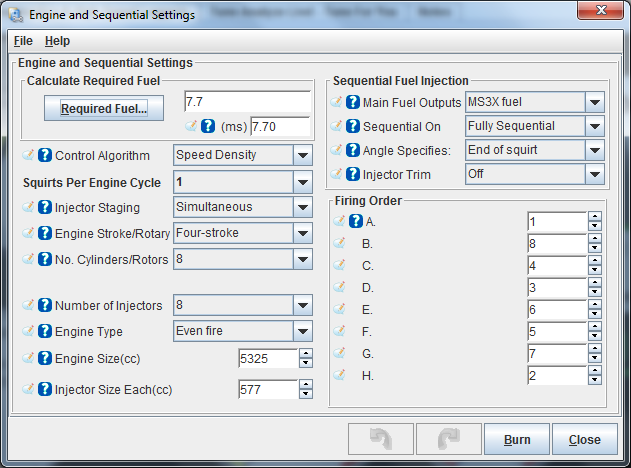 Engine and Sequential Settings
File Help
Engine and Sequential Settings
Calculate Required Fuel
Required Fuel...
7.7
(ms) 7.70
Control Algorithm Speed Density
Squirts Per Engine Cycle 1
Injector Staging Simultaneous
Engine Stroke/Rotary Four-stroke
No. Cylinders/Rotors 8
Number of Injectors 8
Engine Type Even fire
Engine Size(cc) 5325
Injector Size Each(cc) 577
Sequential Fuel Injection
Main Fuel Outputs MS3X fuel
Sequential On Fully Sequential
Angle Specifies: End of squirt
Injector Trim Off
Firing Order
A. 1
B. 8
C. 4
D. 3
E. 6
F. 5
G. 7
H. 2
Burn Close